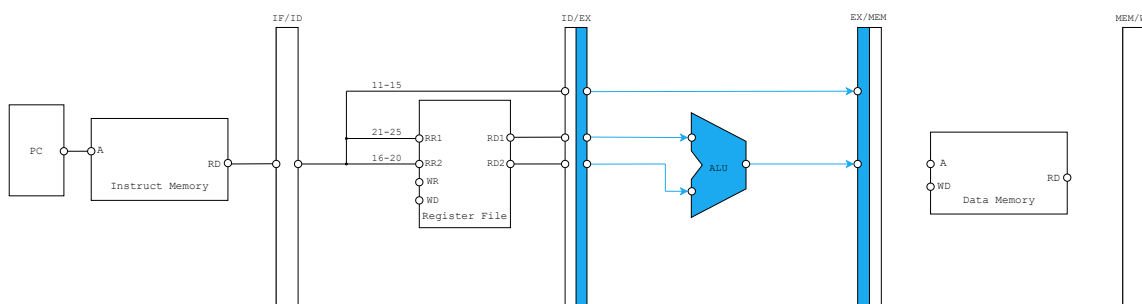 IF/ID
ID/EX
EX/MEM
MEM/W
11-15
21-25
16-20
PC
A
RD
Instruct Memory
RR1
RR2
WR
WD
RD1
RD2
Register File
ALU
A
WD
RD
Data Memory